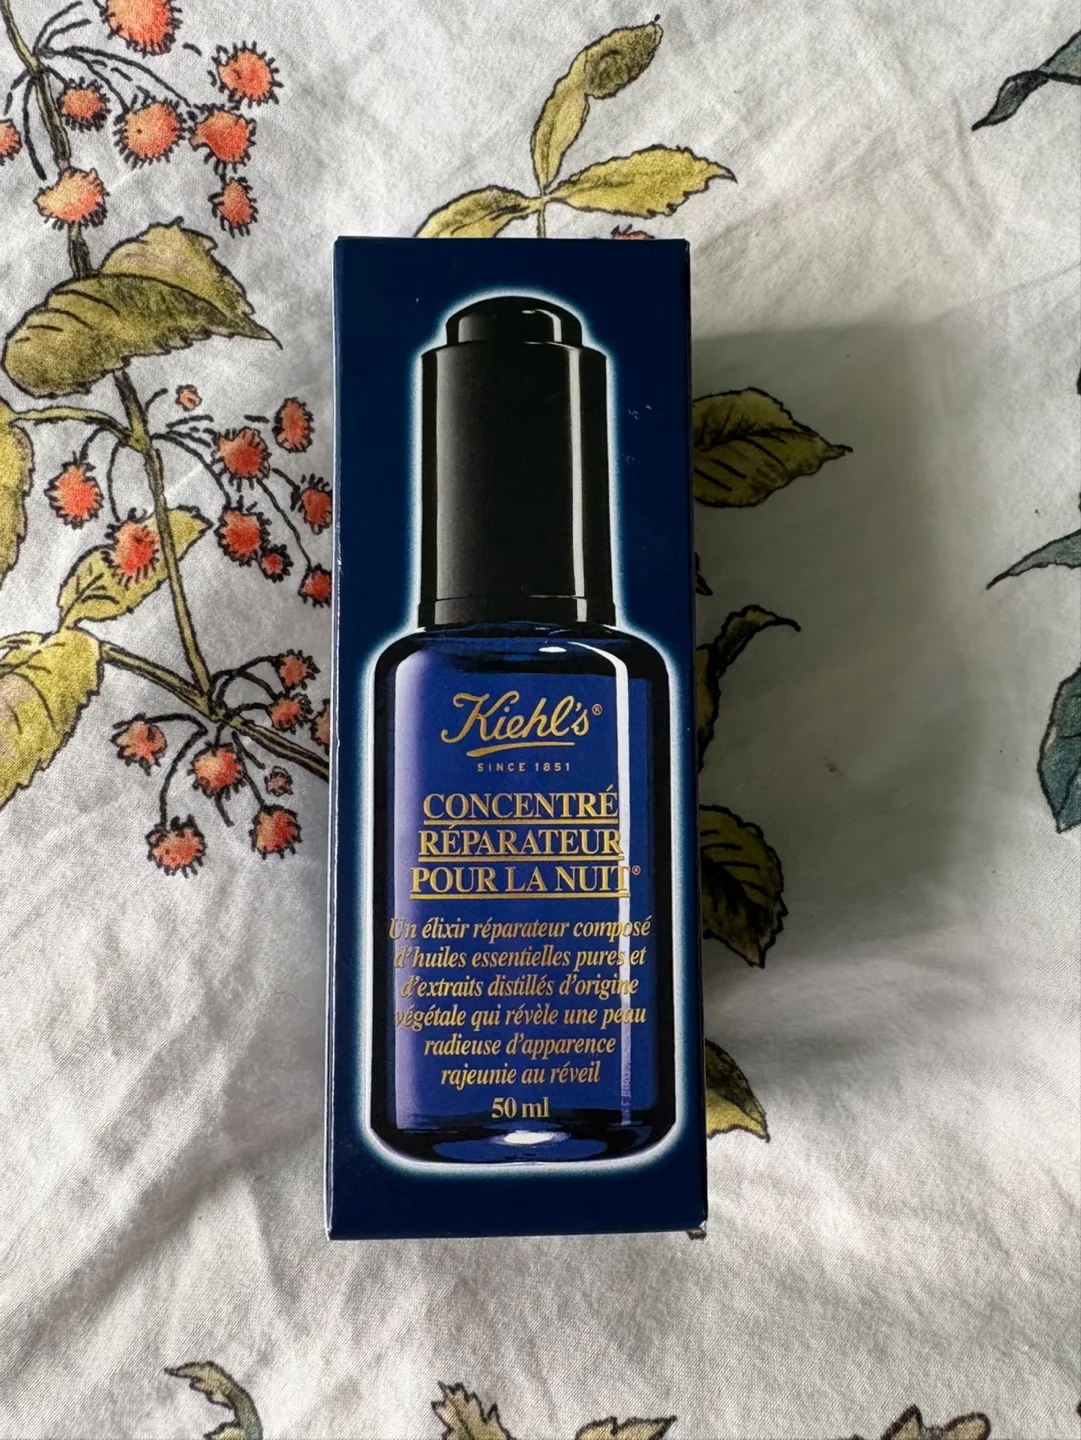 Kiehl's®
SINCE 1851
CONCENTRÉ
RÉPARATEUR
POUR LA NUIT®
Un élixir réparateur composé
d'huiles essentielles pures et
d'extraits distillés d'origine
végétale qui révèle une peau
radieuse d'apparence
rajeunie au réveil
50 ml